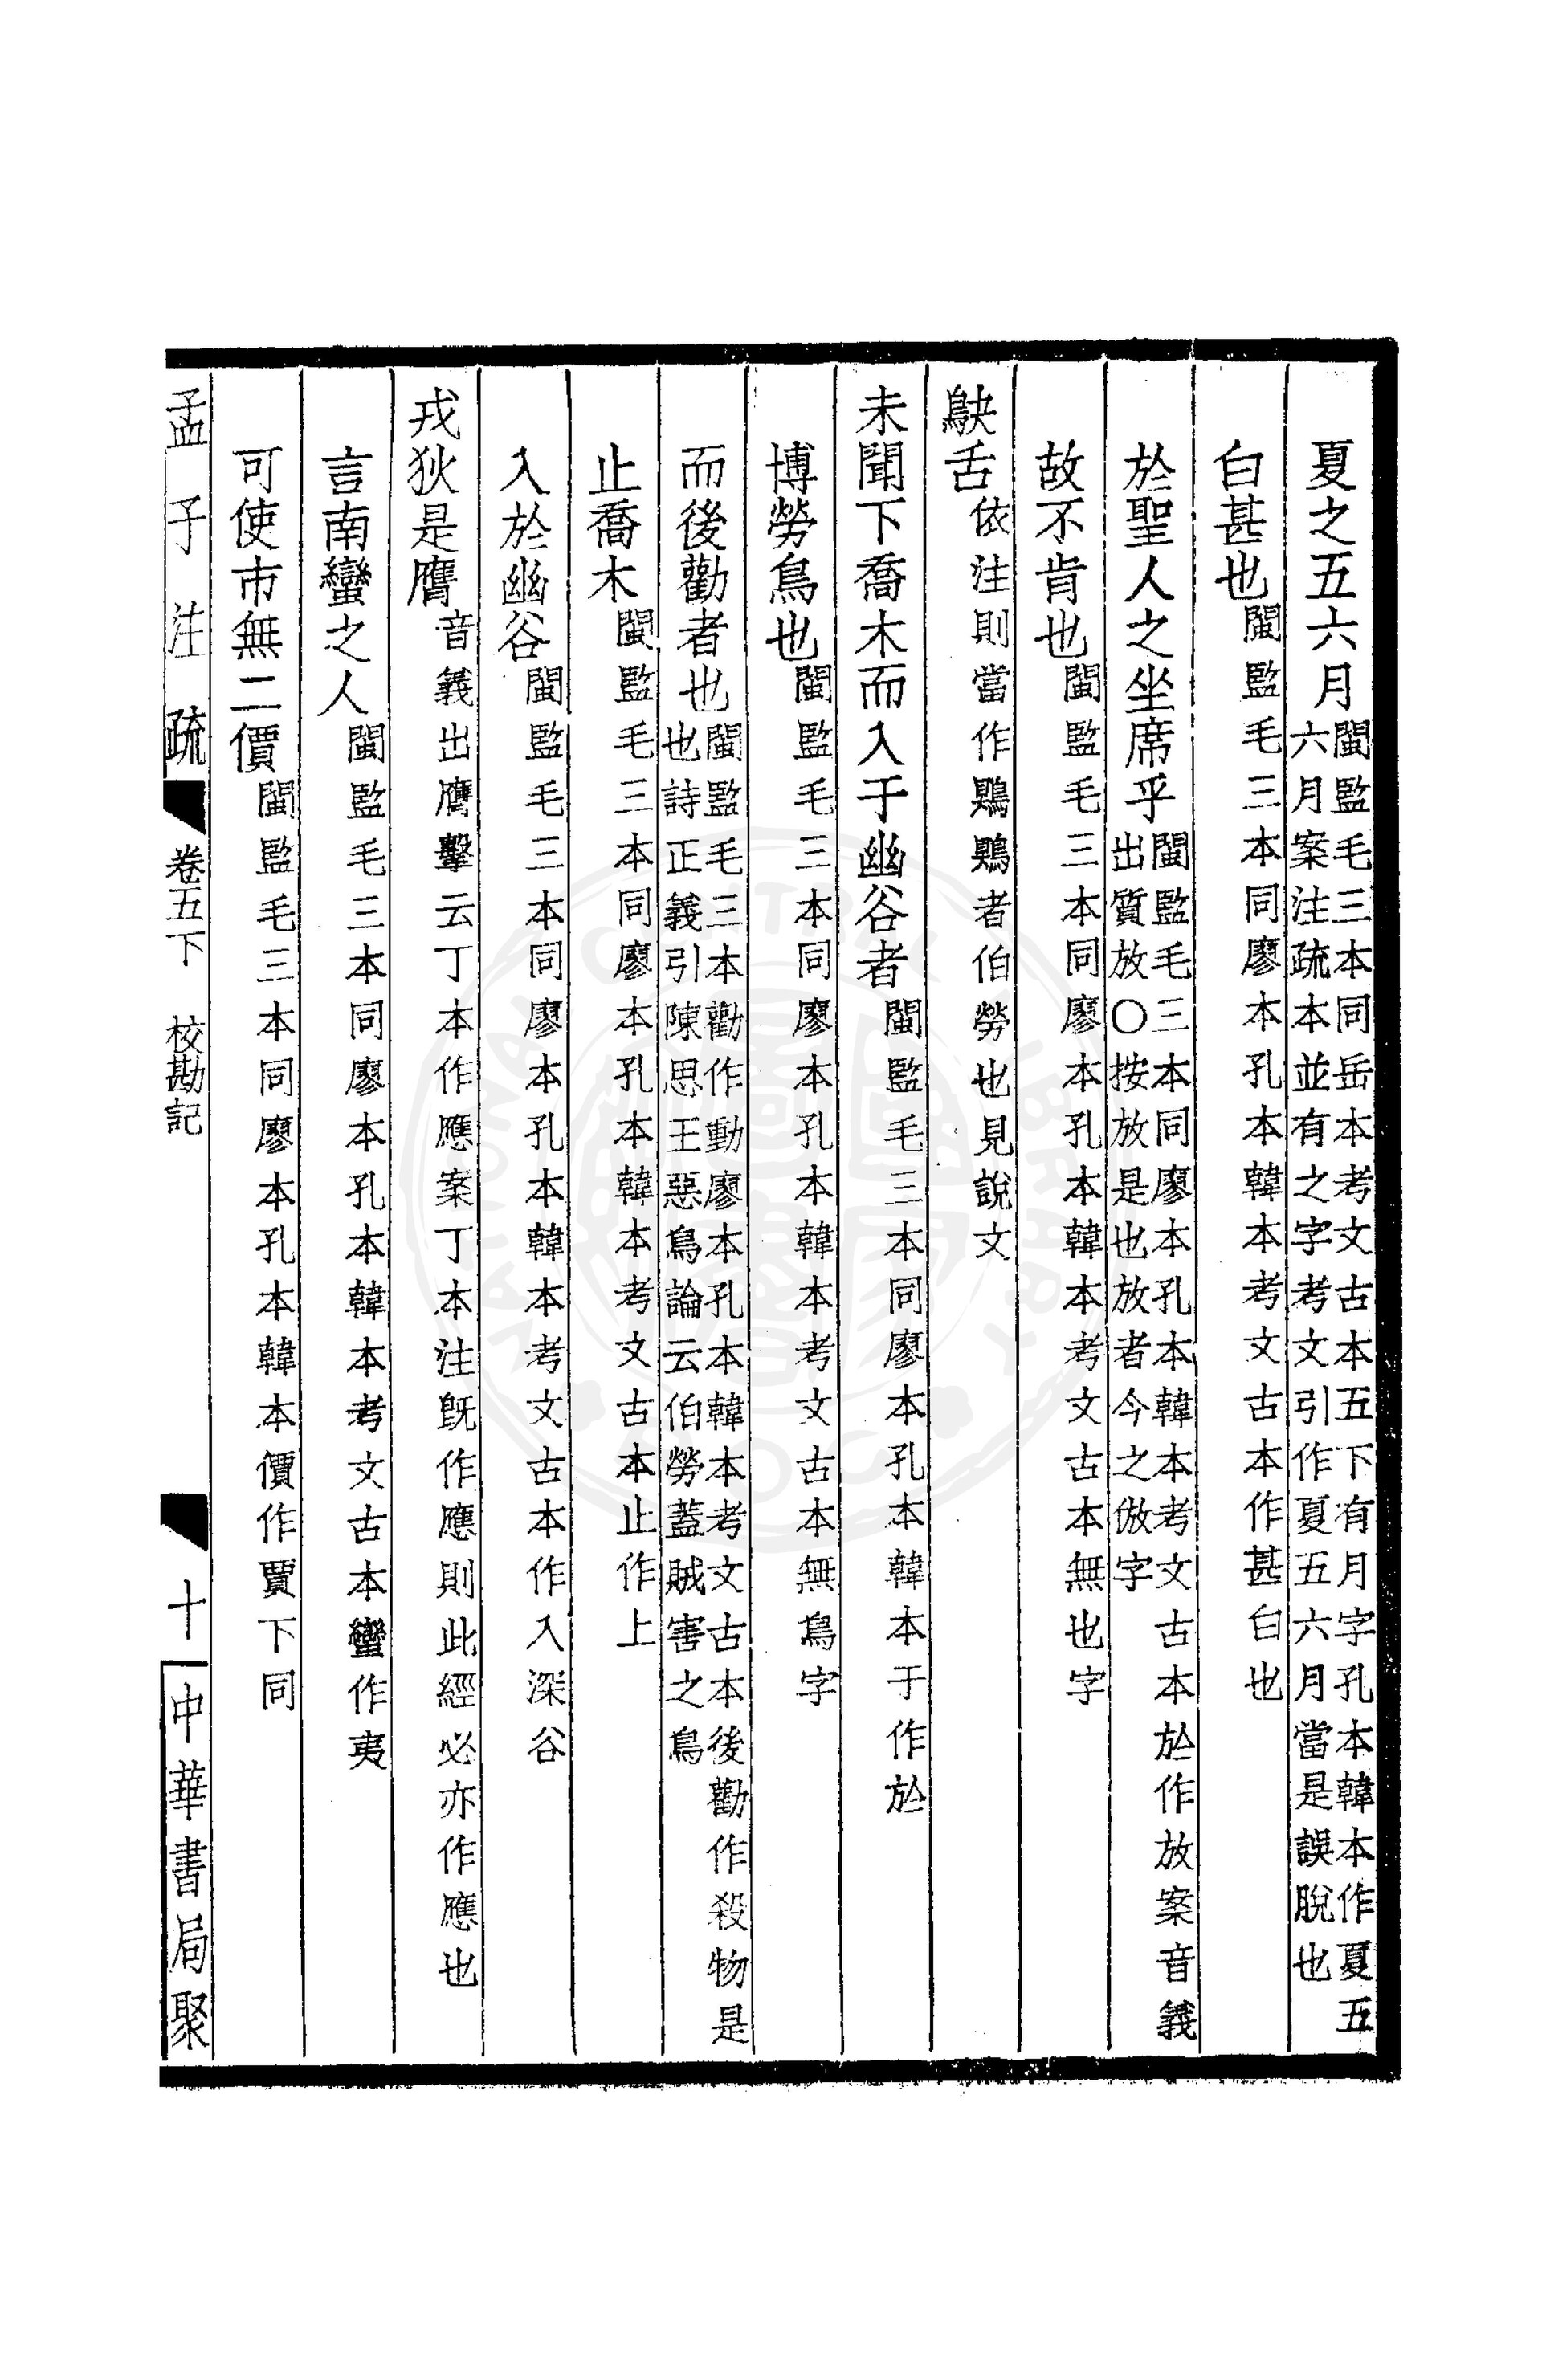 夏之五六月閩監毛三本同岳本考文古本五下有月字孔本韓本作夏五六月案注疏本並有之字考文引作夏五六月當是誤脫也
白甚也閩監毛三本同廖本孔本韓本考文古本作甚白也
於聖人之坐席乎閩監毛三本同廖本孔本韓本考文古本於作放案音義出質放○按放是也放者今之倣字
故不肯也閩監毛三本同廖本孔本韓本考文古本無也字
鴃舌依注則當作鶪鶪者伯勞也見說文
未聞下喬木而入于幽谷者閩監毛三本同廖本孔本韓本于作於
博勞鳥也閩監毛三本同廖本孔本韓本考文古本無鳥字
而後勸者也閩監毛三本勸作動廖本孔本韓本考文古本後勸作殺物是也詩正義引陳思王惡鳥論云伯勞蓋賊害之鳥
止喬木閩監毛三本同廖本孔本韓本考文古本止作上
入於幽谷閩監毛三本同廖本孔本韓本考文古本作入深谷
戎狄是膺音義出膺擊云丁本作應案丁本注旣作應則此經必亦作應也
言南蠻之人閩監毛三本同廖本孔本韓本考文古本蠻作夷
可使市無二價閩監毛三本同廖本孔本韓本價作賈下同
孟子注疏 卷五下 校勘記 十 中華書局聚